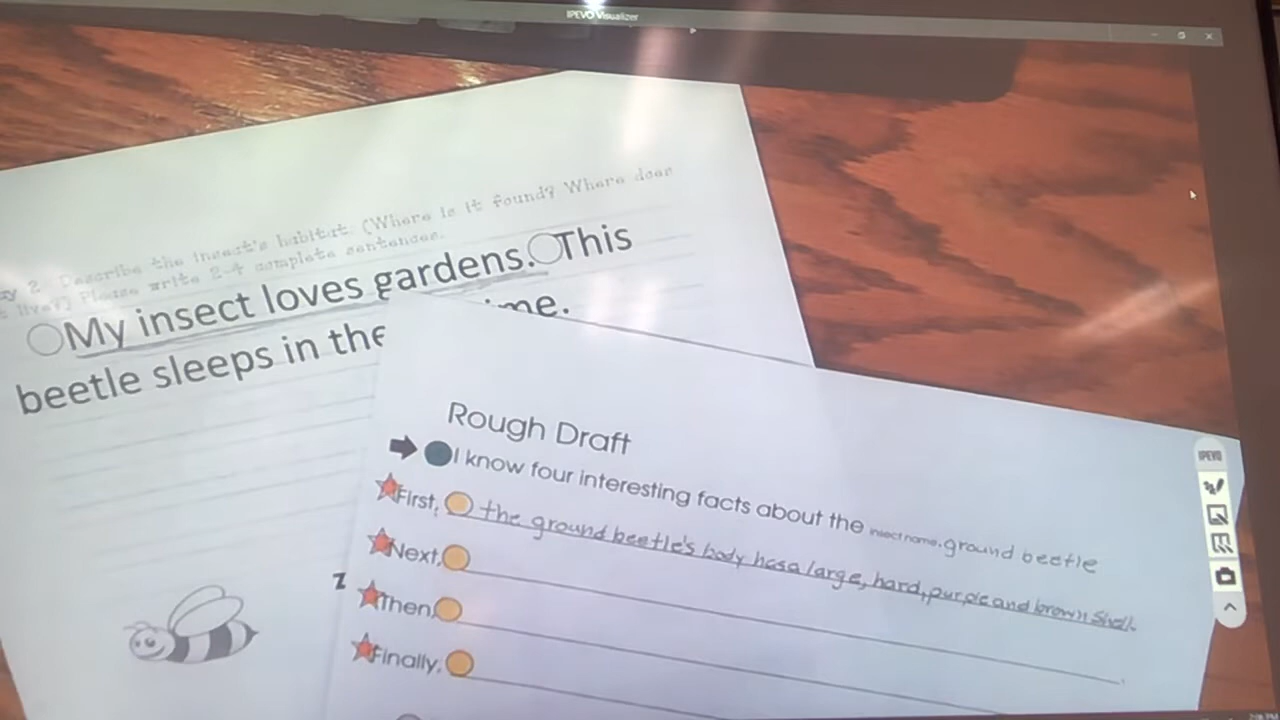 IPEVO Visualizer
2. Describe the insect's habitat. (Where is it found? Where does
live?) Please write 2-4 complete sentences.
My insect loves gardens. This
beetle sleeps in the me.
Rough Draft
I know four interesting facts about the insect name. ground beetle
First, the ground beetle's body has a large, hard, purple and brown shell.
Next,
z
Then,
Finally,
IPEVO